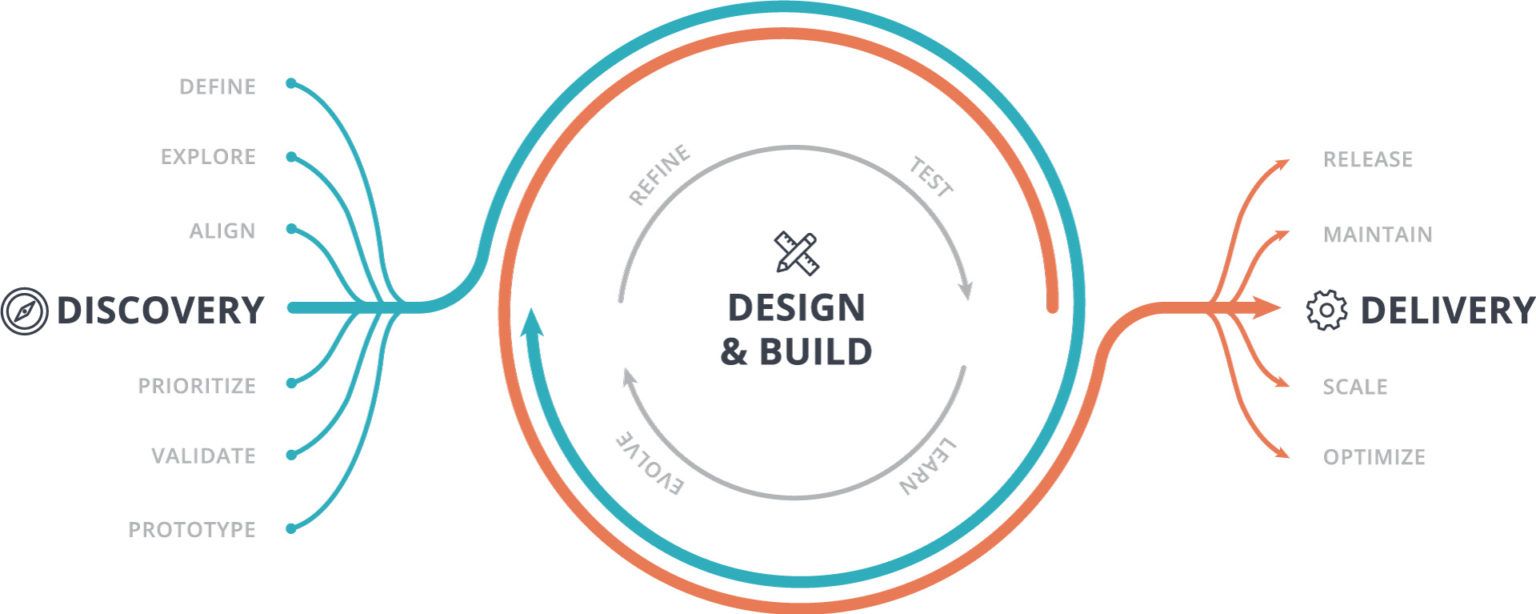 DEFINE
EXPLORE
ALIGN
DISCOVERY
PRIORITIZE
VALIDATE
PROTOTYPE
REFINE
TEST
DESIGN
& BUILD
LEARN
EVOLVE
RELEASE
MAINTAIN
DELIVERY
SCALE
OPTIMIZE